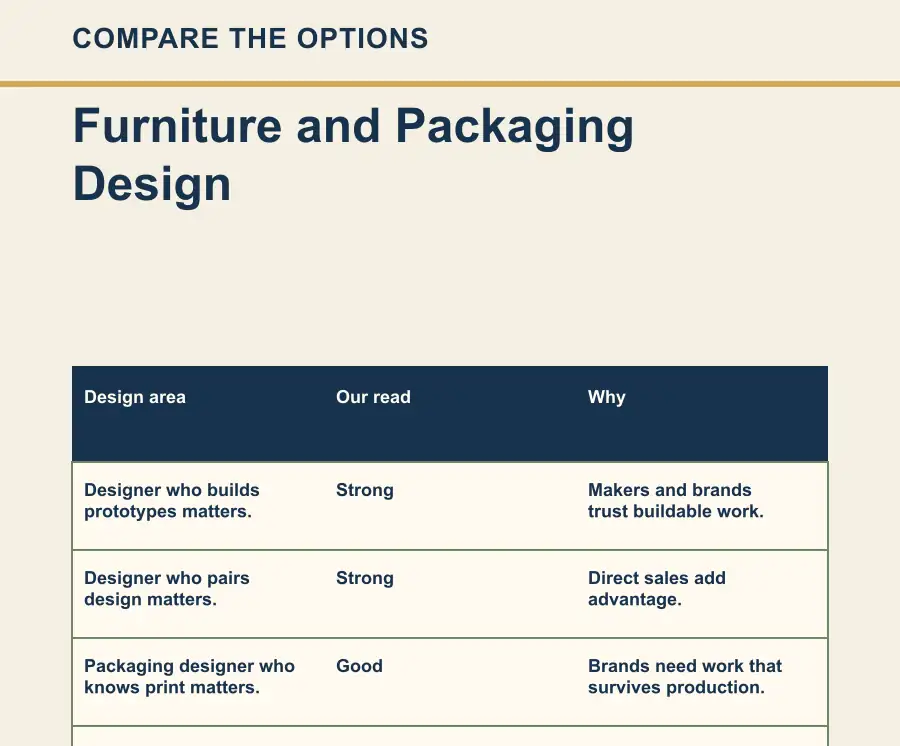 COMPARE THE OPTIONS
Furniture and Packaging
Design
Design area
Our read
Why
Designer who builds
prototypes matters.
Strong
Makers and brands
trust buildable work.
Designer who pairs
design matters.
Strong
Direct sales add
advantage.
Packaging designer who
knows print matters.
Good
Brands need work that
survives production.